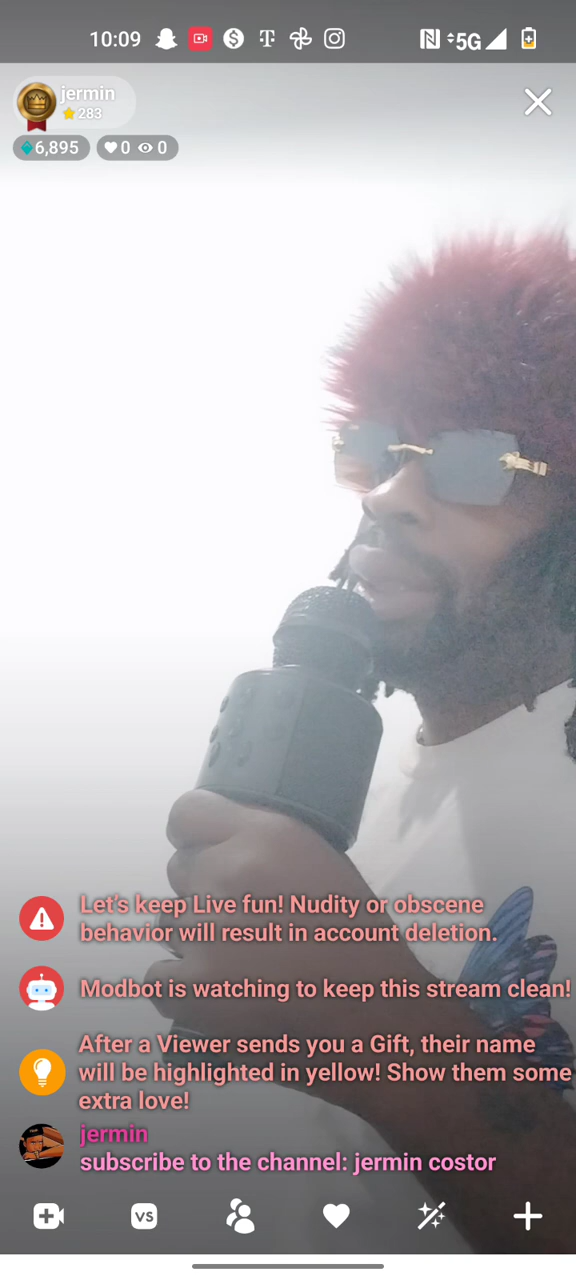 10:09
5G
jermin
283
6,895
0 0
Let's keep Live fun! Nudity or obscene
behavior will result in account deletion.
Modbot is watching to keep this stream clean!
After a Viewer sends you a Gift, their name
will be highlighted in yellow! Show them some
extra love!
jermin
subscribe to the channel: jermin costor
VS